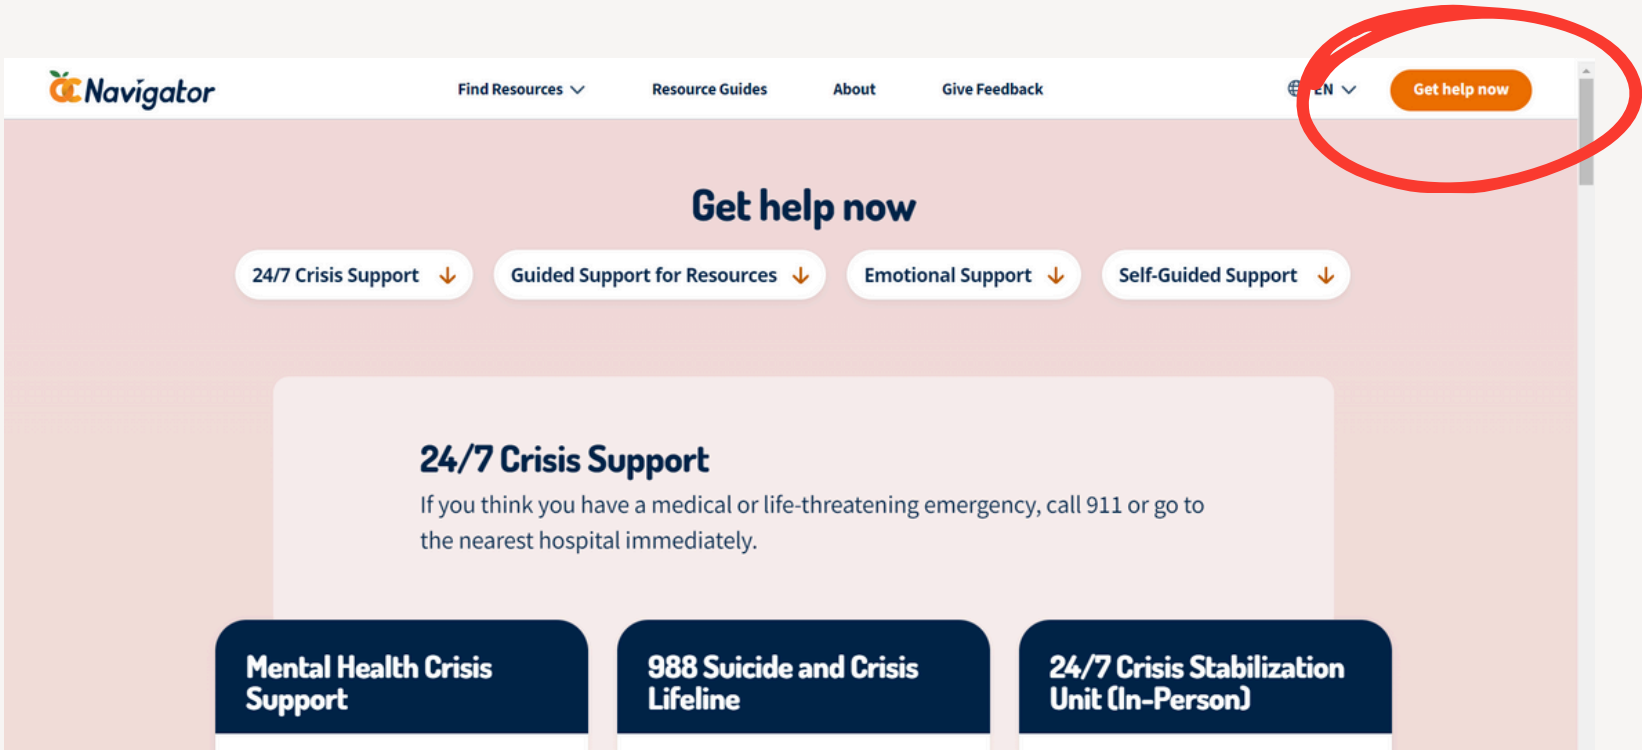 OC Navigator
Find Resources
Resource Guides
About
Give Feedback
EN
Get help now
Get help now
24/7 Crisis Support
Guided Support for Resources
Emotional Support
Self-Guided Support
24/7 Crisis Support
If you think you have a medical or life-threatening emergency, call 911 or go to
the nearest hospital immediately.
Mental Health Crisis
Support
988 Suicide and Crisis
Lifeline
24/7 Crisis Stabilization
Unit (In-Person)